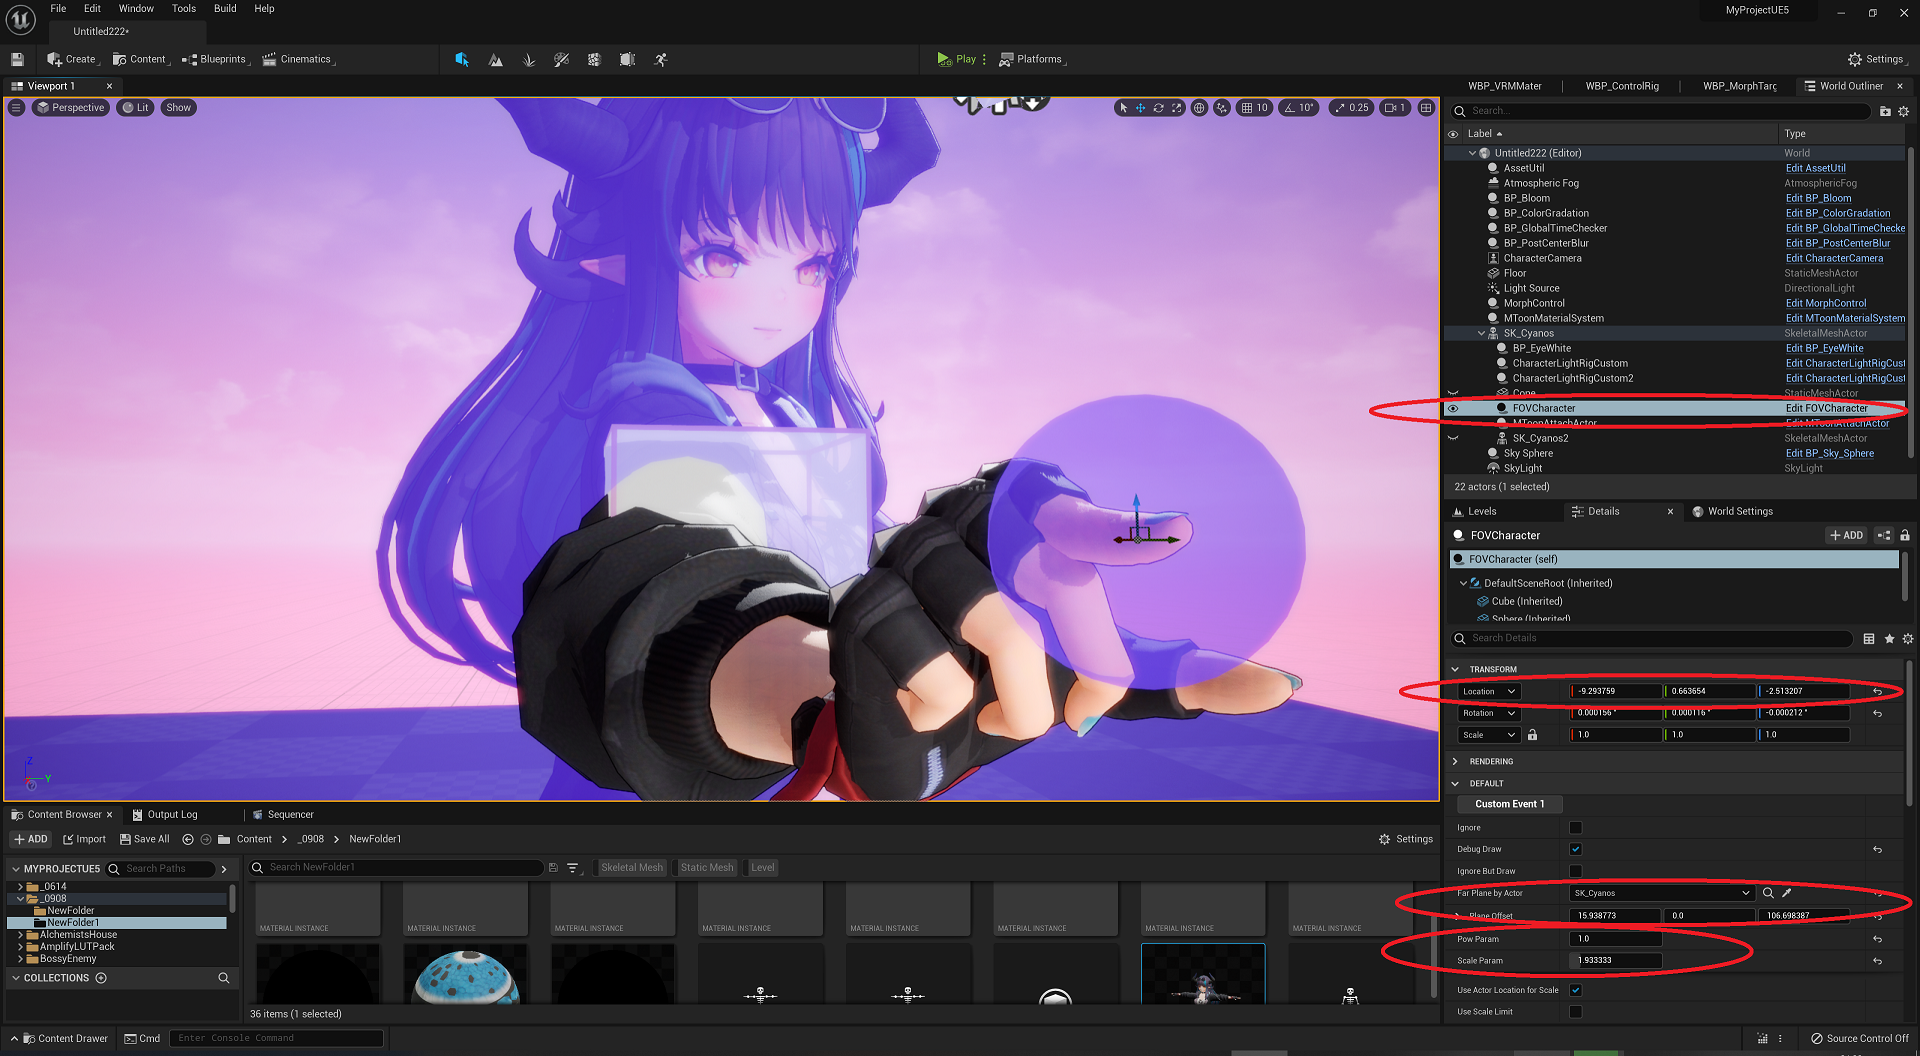 File Edit Window Tools Build Help
MyProjectUE5
Untitled222*
Create Content Blueprints Cinematics Play Platforms Settings
Viewport 1
WBP_VRMMater WBP_ControlRig WBP_MorphTarg World Outliner
Perspective Lit Show
10 10° 0.25 1
Search...
Label Type
Untitled222 (Editor) World
AssetUtil Edit AssetUtil
Atmospheric Fog AtmosphericFog
BP_Bloom Edit BP_Bloom
BP_ColorGradation Edit BP_ColorGradation
BP_GlobalTimeChecker Edit BP_GlobalTimeChecke
BP_PostCenterBlur Edit BP_PostCenterBlur
CharacterCamera Edit CharacterCamera
Floor StaticMeshActor
Light Source DirectionalLight
MorphControl Edit MorphControl
MToonMaterialSystem Edit MToonMaterialSystem
SK_Cyanos SkeletalMeshActor
BP_EyeWhite Edit BP_EyeWhite
CharacterLightRigCustom Edit CharacterLightRigCust
CharacterLightRigCustom2 Edit CharacterLightRigCust
Cone StaticMeshActor
FOVCharacter Edit FOVCharacter
MToonAttachActor Edit MToonAttachActor
SK_Cyanos2 SkeletalMeshActor
Sky Sphere Edit BP_Sky_Sphere
SkyLight SkyLight
22 actors (1 selected)
Levels Details World Settings
FOVCharacter ADD
FOVCharacter (self)
DefaultSceneRoot (Inherited)
Cube (Inherited)
Sphere (Inherited)
Search Details
TRANSFORM
Location -9.293759 0.663654 -2.513207
Rotation 0.000156 ° 0.000116 ° -0.000212 °
Scale 1.0 1.0 1.0
RENDERING
DEFAULT
Custom Event 1
Ignore
Debug Draw
Ignore But Draw
Far Plane by Actor SK_Cyanos
Plane Offset 15.938773 0.0 106.698387
Pow Param 1.0
Scale Param 1.933333
Use Actor Location for Scale
Use Scale Limit
Z
Y
Content Browser Output Log Sequencer
ADD Import Save All Content _0908 NewFolder1 Settings
MYPROJECTUE5 Search Paths
Search NewFolder1 Skeletal Mesh Static Mesh Level
_0614
_0908
NewFolder
NewFolder1
AlchemistsHouse
AmplifyLUTPack
BossyEnemy
COLLECTIONS
MATERIAL INSTANCE MATERIAL INSTANCE MATERIAL INSTANCE MATERIAL INSTANCE MATERIAL INSTANCE MATERIAL INSTANCE MATERIAL INSTANCE MATERIAL INSTANCE
36 items (1 selected)
Content Drawer Cmd Enter Console Command Source Control Off